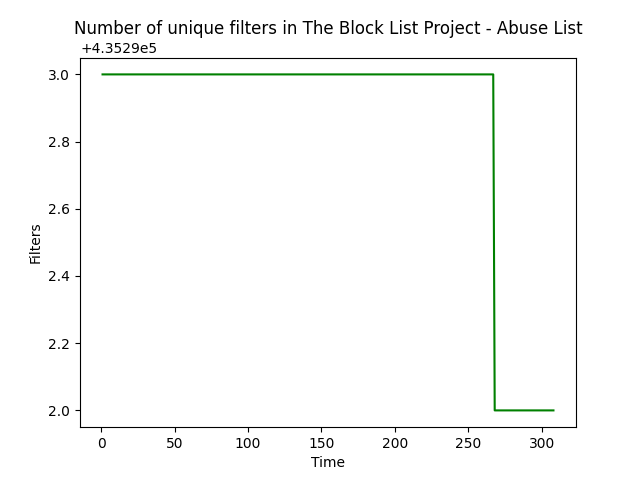 Number of unique filters in The Block List Project - Abuse List
+4.3529e5
3.0
2.8
2.6
2.4
2.2
2.0
Filters
0 50 100 150 200 250 300
Time